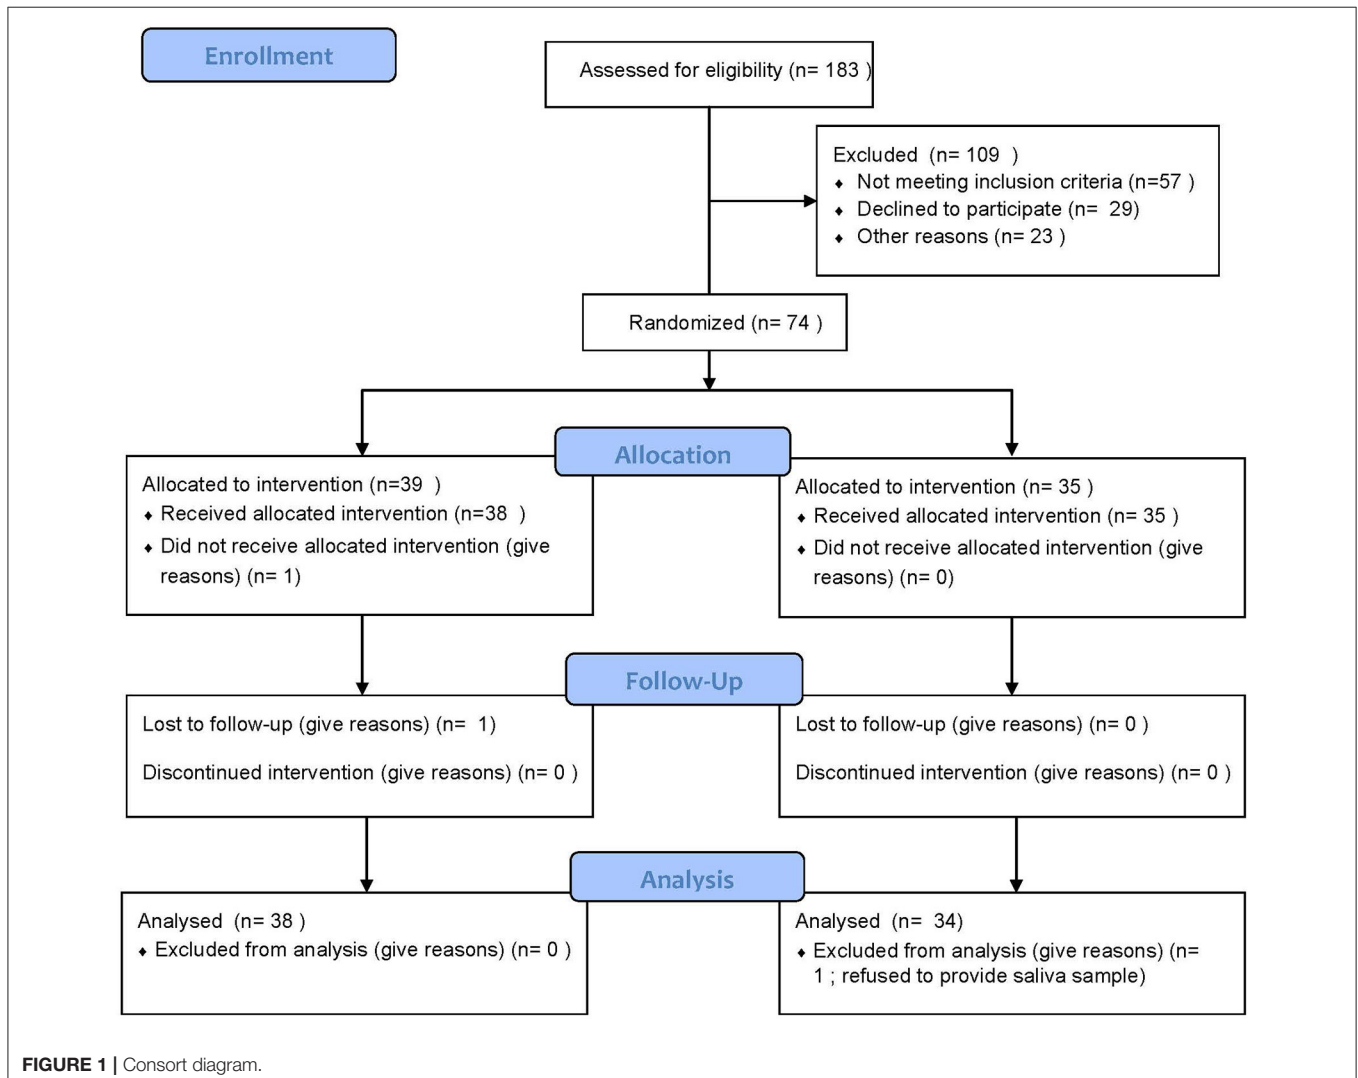 Enrollment
Assessed for eligibility (n= 183)
Excluded (n= 109 )
♦ Not meeting inclusion criteria (n=57 )
♦ Declined to participate (n= 29)
♦ Other reasons (n= 23 )
Randomized (n= 74 )
Allocation
Allocated to intervention (n=39 )
♦ Received allocated intervention (n=38 )
♦ Did not receive allocated intervention (give
reasons) (n= 1)
Allocated to intervention (n= 35 )
♦ Received allocated intervention (n= 35 )
♦ Did not receive allocated intervention (give
reasons) (n= 0)
Follow-Up
Lost to follow-up (give reasons) (n= 1)
Discontinued intervention (give reasons) (n= 0 )
Lost to follow-up (give reasons) (n= 0 )
Discontinued intervention (give reasons) (n= 0 )
Analysis
Analysed (n= 38 )
♦ Excluded from analysis (give reasons) (n= 0 )
Analysed (n= 34)
♦ Excluded from analysis (give reasons) (n=
1 ; refused to provide saliva sample)
FIGURE 1 | Consort diagram.